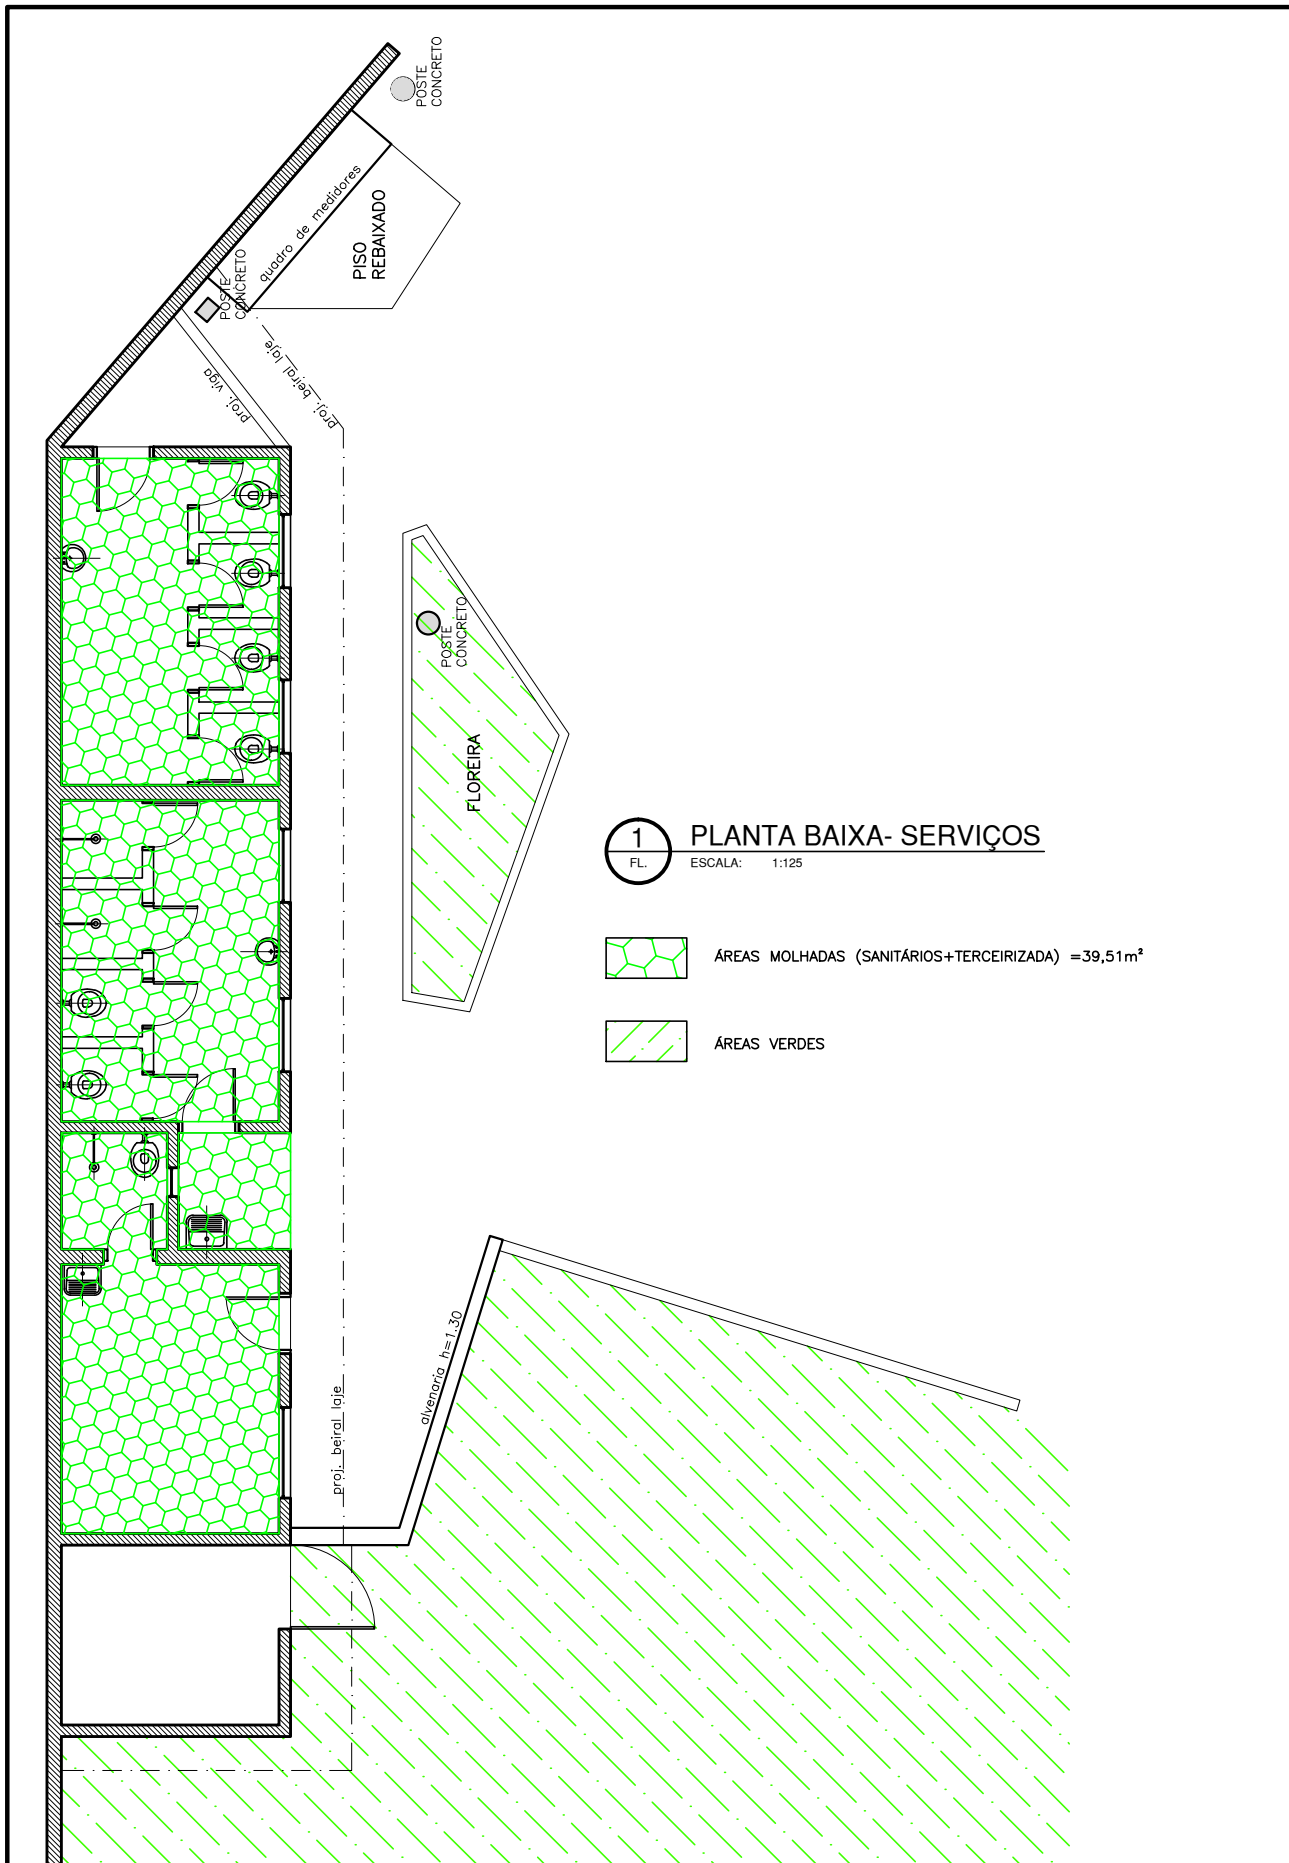 POSTE
CONCRETO
quadro de medidores
PISO
REBAIXADO
POSTE
CONCRETO
proj. beiral laje
proj. viga
POSTE
CONCRETO
FLOREIRA
1
FL.
PLANTA BAIXA- SERVIÇOS
ESCALA: 1:125
ÁREAS MOLHADAS (SANITÁRIOS+TERCEIRIZADA) =39,51m²
ÁREAS VERDES
alvenaria h=1.30
proj. beiral laje